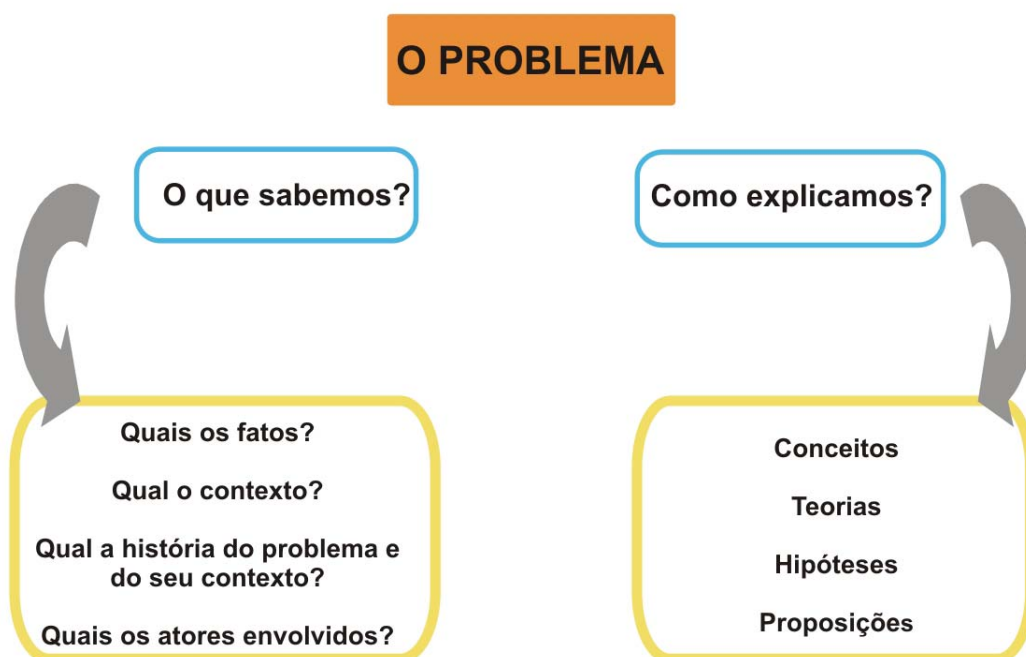 O PROBLEMA
O que sabemos?
Como explicamos?
Quais os fatos?
Qual o contexto?
Qual a história do problema e
do seu contexto?
Quais os atores envolvidos?
Conceitos
Teorias
Hipóteses
Proposições